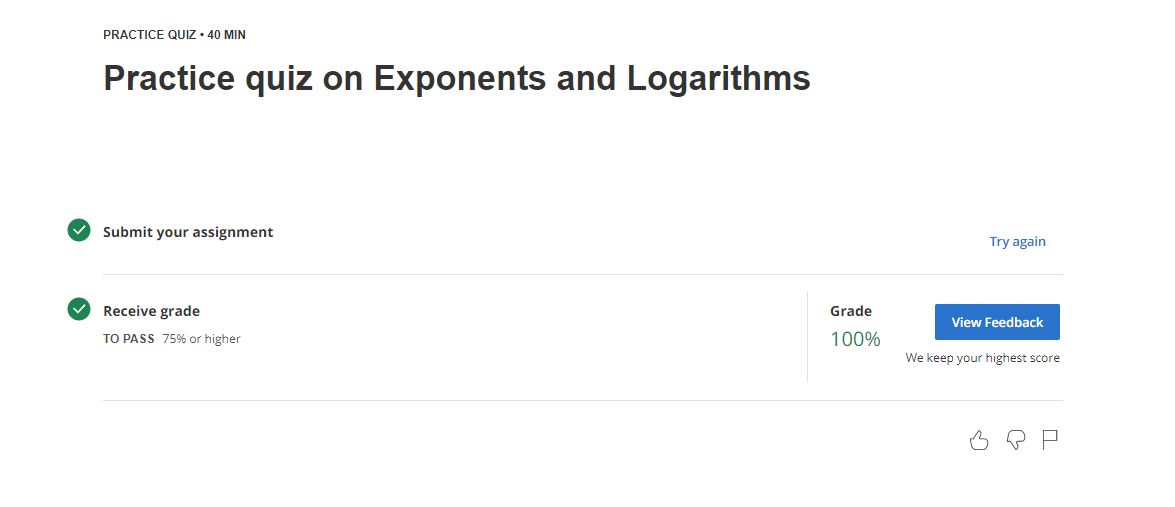 PRACTICE QUIZ • 40 MIN
Practice quiz on Exponents and Logarithms
Submit your assignment
Try again
Receive grade
TO PASS 75% or higher
Grade
100%
View Feedback
We keep your highest score